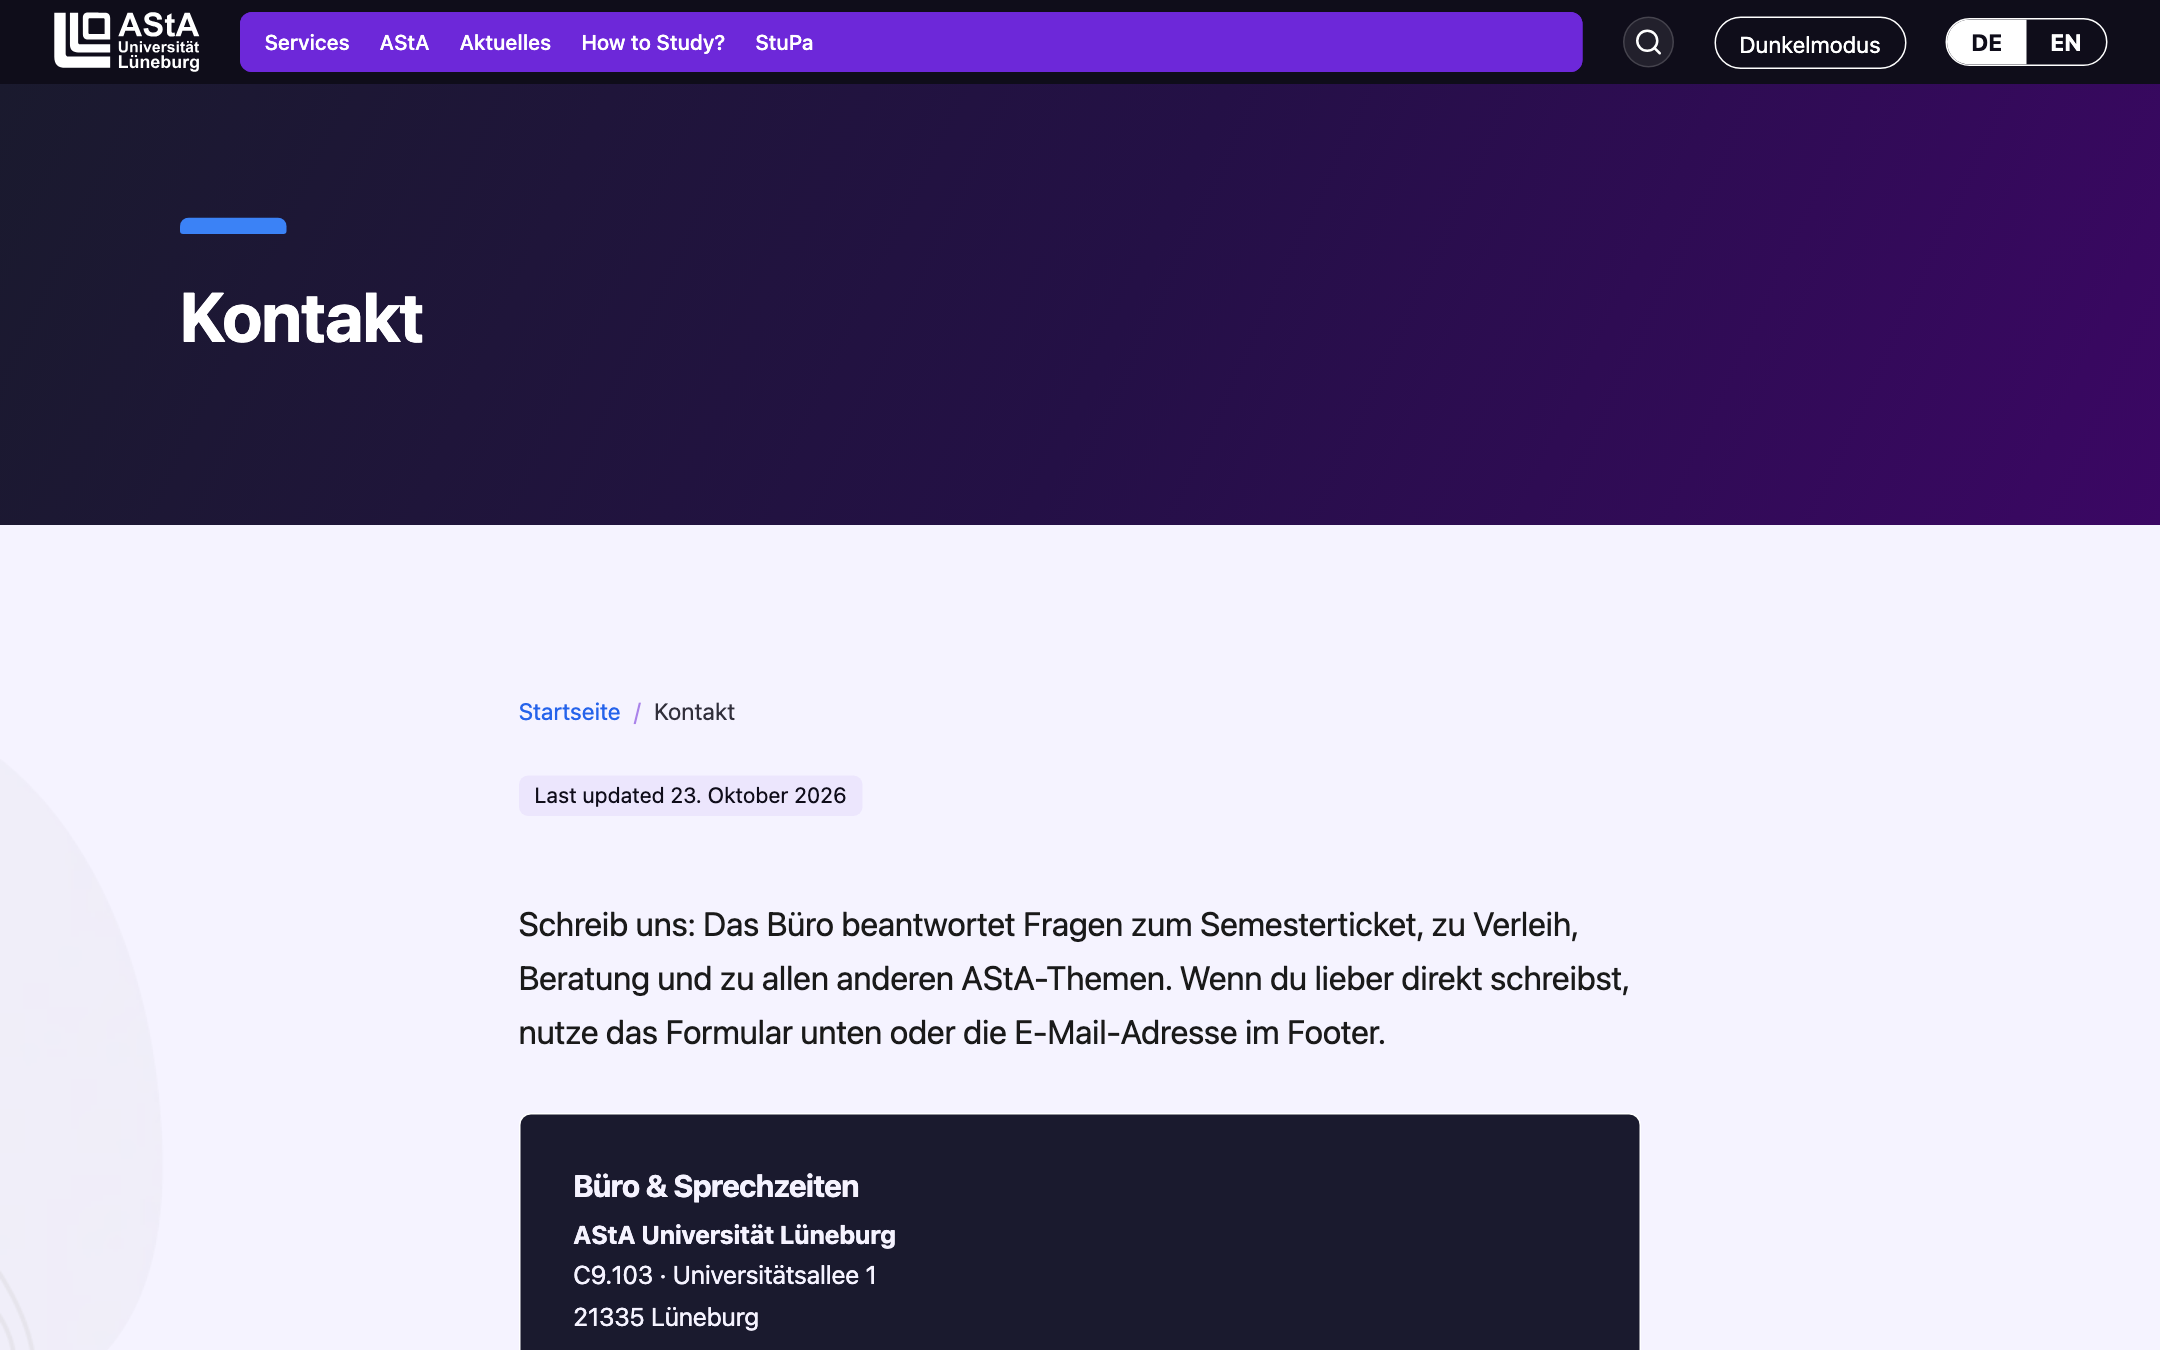 AStA
Universität
Lüneburg
Services
AStA
Aktuelles
How to Study?
StuPa
Dunkelmodus
DE
EN
Kontakt
Startseite / Kontakt
Last updated 23. Oktober 2026
Schreib uns: Das Büro beantwortet Fragen zum Semesterticket, zu Verleih,
Beratung und zu allen anderen AStA-Themen. Wenn du lieber direkt schreibst,
nutze das Formular unten oder die E-Mail-Adresse im Footer.
Büro & Sprechzeiten
AStA Universität Lüneburg
C9.103 · Universitätsallee 1
21335 Lüneburg